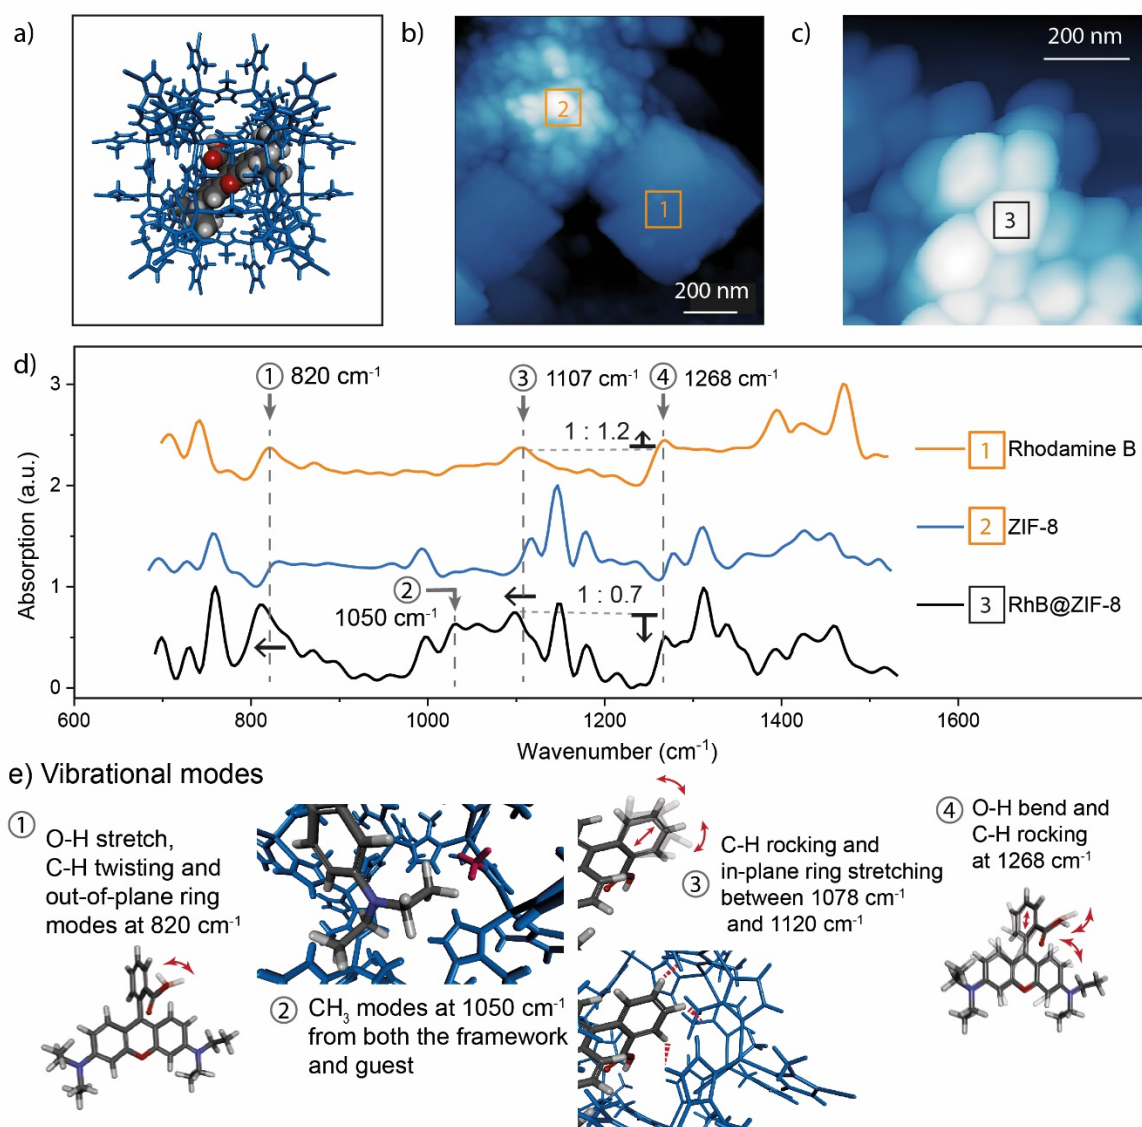 a)
b)
c)
2
1
200 nm
200 nm
3
d)
Absorption (a.u.)
3
2
1
0
1 820 cm-1
3 1107 cm-1
4 1268 cm-1
1 : 1.2
1 Rhodamine B
2 ZIF-8
2
1050 cm-1
1 : 0.7
3 RhB@ZIF-8
600 800 1000 1200 1400 1600
Wavenumber (cm-1)
e) Vibrational modes
1
O-H stretch,
C-H twisting and
out-of-plane ring
modes at 820 cm-1
2 CH3 modes at 1050 cm-1
from both the framework
and guest
3
C-H rocking and
in-plane ring stretching
between 1078 cm-1
and 1120 cm-1
4 O-H bend and
C-H rocking
at 1268 cm-1